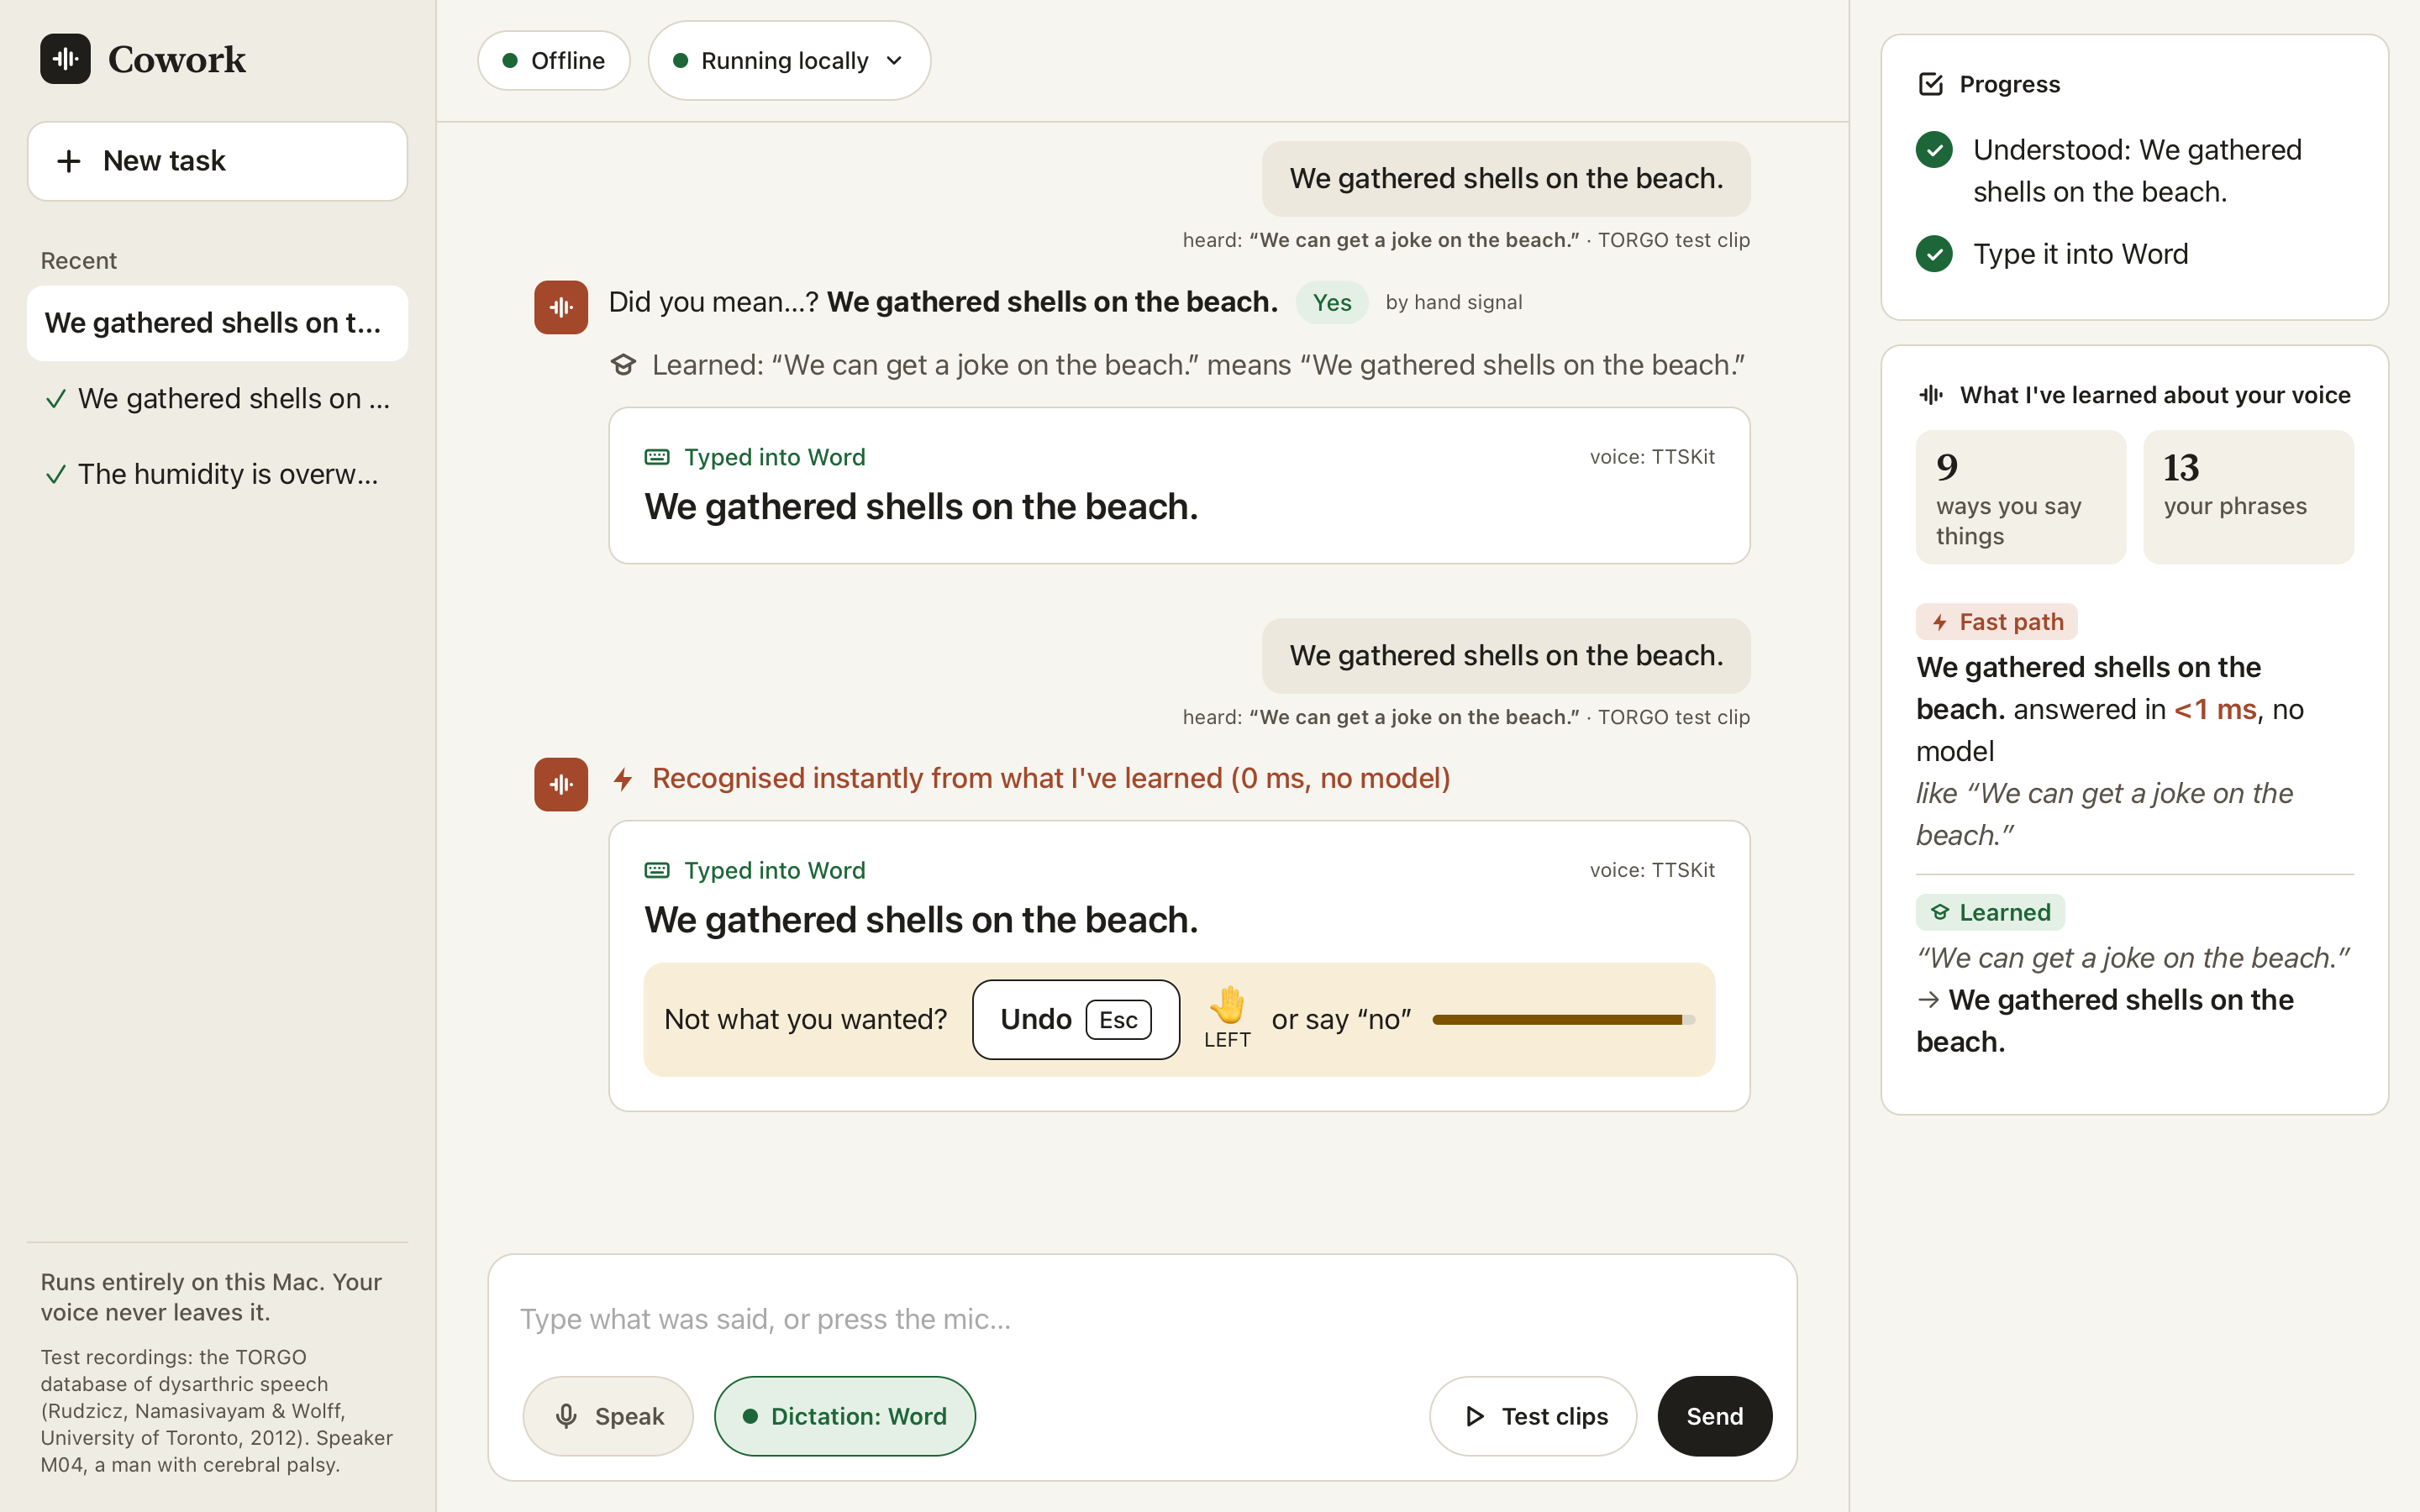 Cowork
New task
Recent
We gathered shells on t...
We gathered shells on ...
The humidity is overw...
Runs entirely on this Mac. Your
voice never leaves it.
Test recordings: the TORGO
database of dysarthric speech
(Rudzicz, Namasivayam & Wolff,
University of Toronto, 2012). Speaker
M04, a man with cerebral palsy.
Offline
Running locally
We gathered shells on the beach.
heard: “We can get a joke on the beach.” · TORGO test clip
Did you mean...? We gathered shells on the beach. Yes by hand signal
Learned: “We can get a joke on the beach.” means “We gathered shells on the beach.”
Typed into Word voice: TTSKit
We gathered shells on the beach.
We gathered shells on the beach.
heard: “We can get a joke on the beach.” · TORGO test clip
Recognised instantly from what I've learned (0 ms, no model)
Typed into Word voice: TTSKit
We gathered shells on the beach.
Not what you wanted? Undo Esc LEFT or say “no”
Type what was said, or press the mic...
Speak Dictation: Word Test clips Send
Progress
Understood: We gathered
shells on the beach.
Type it into Word
What I've learned about your voice
9
ways you say
things
13
your phrases
Fast path
We gathered shells on the
beach. answered in <1 ms, no
model
like “We can get a joke on the
beach.”
Learned
“We can get a joke on the beach.”
→ We gathered shells on the
beach.